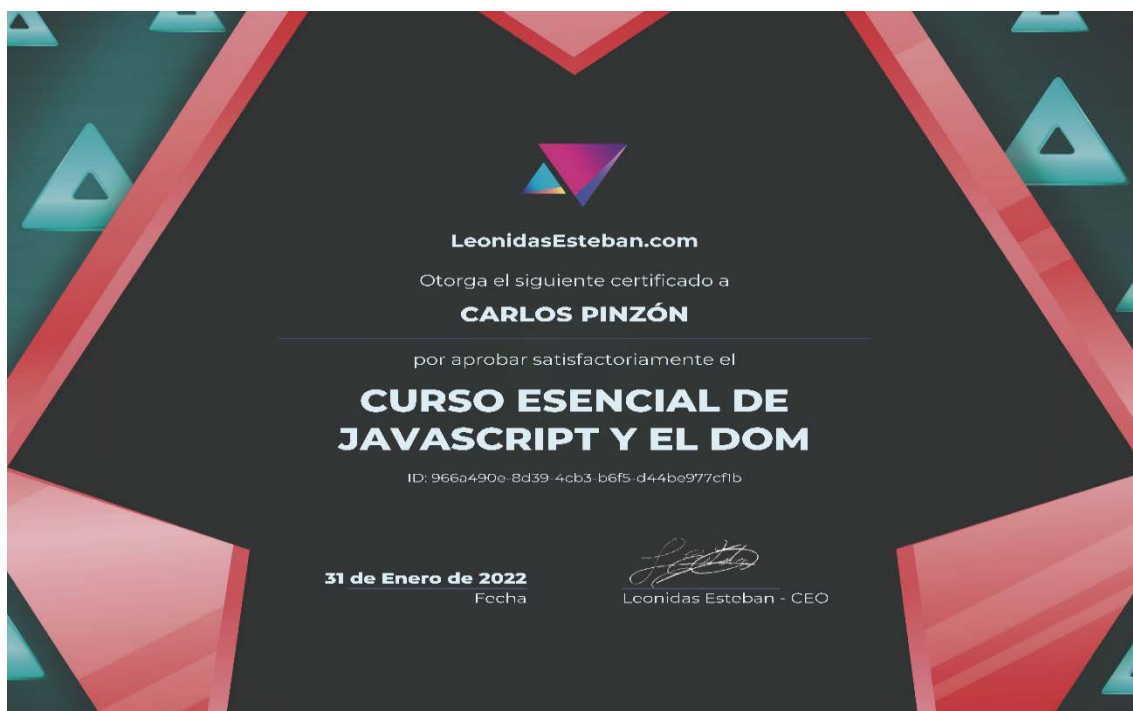 LeonidasEsteban.com
Otorga el siguiente certificado a
CARLOS PINZÓN
por aprobar satisfactoriamente el
CURSO ESENCIAL DE
JAVASCRIPT Y EL DOM
ID: 966a490e-8d39-4cb3-b6f5-d44be977cf1b
31 de Enero de 2022
Fecha
Leonidas Esteban - CEO